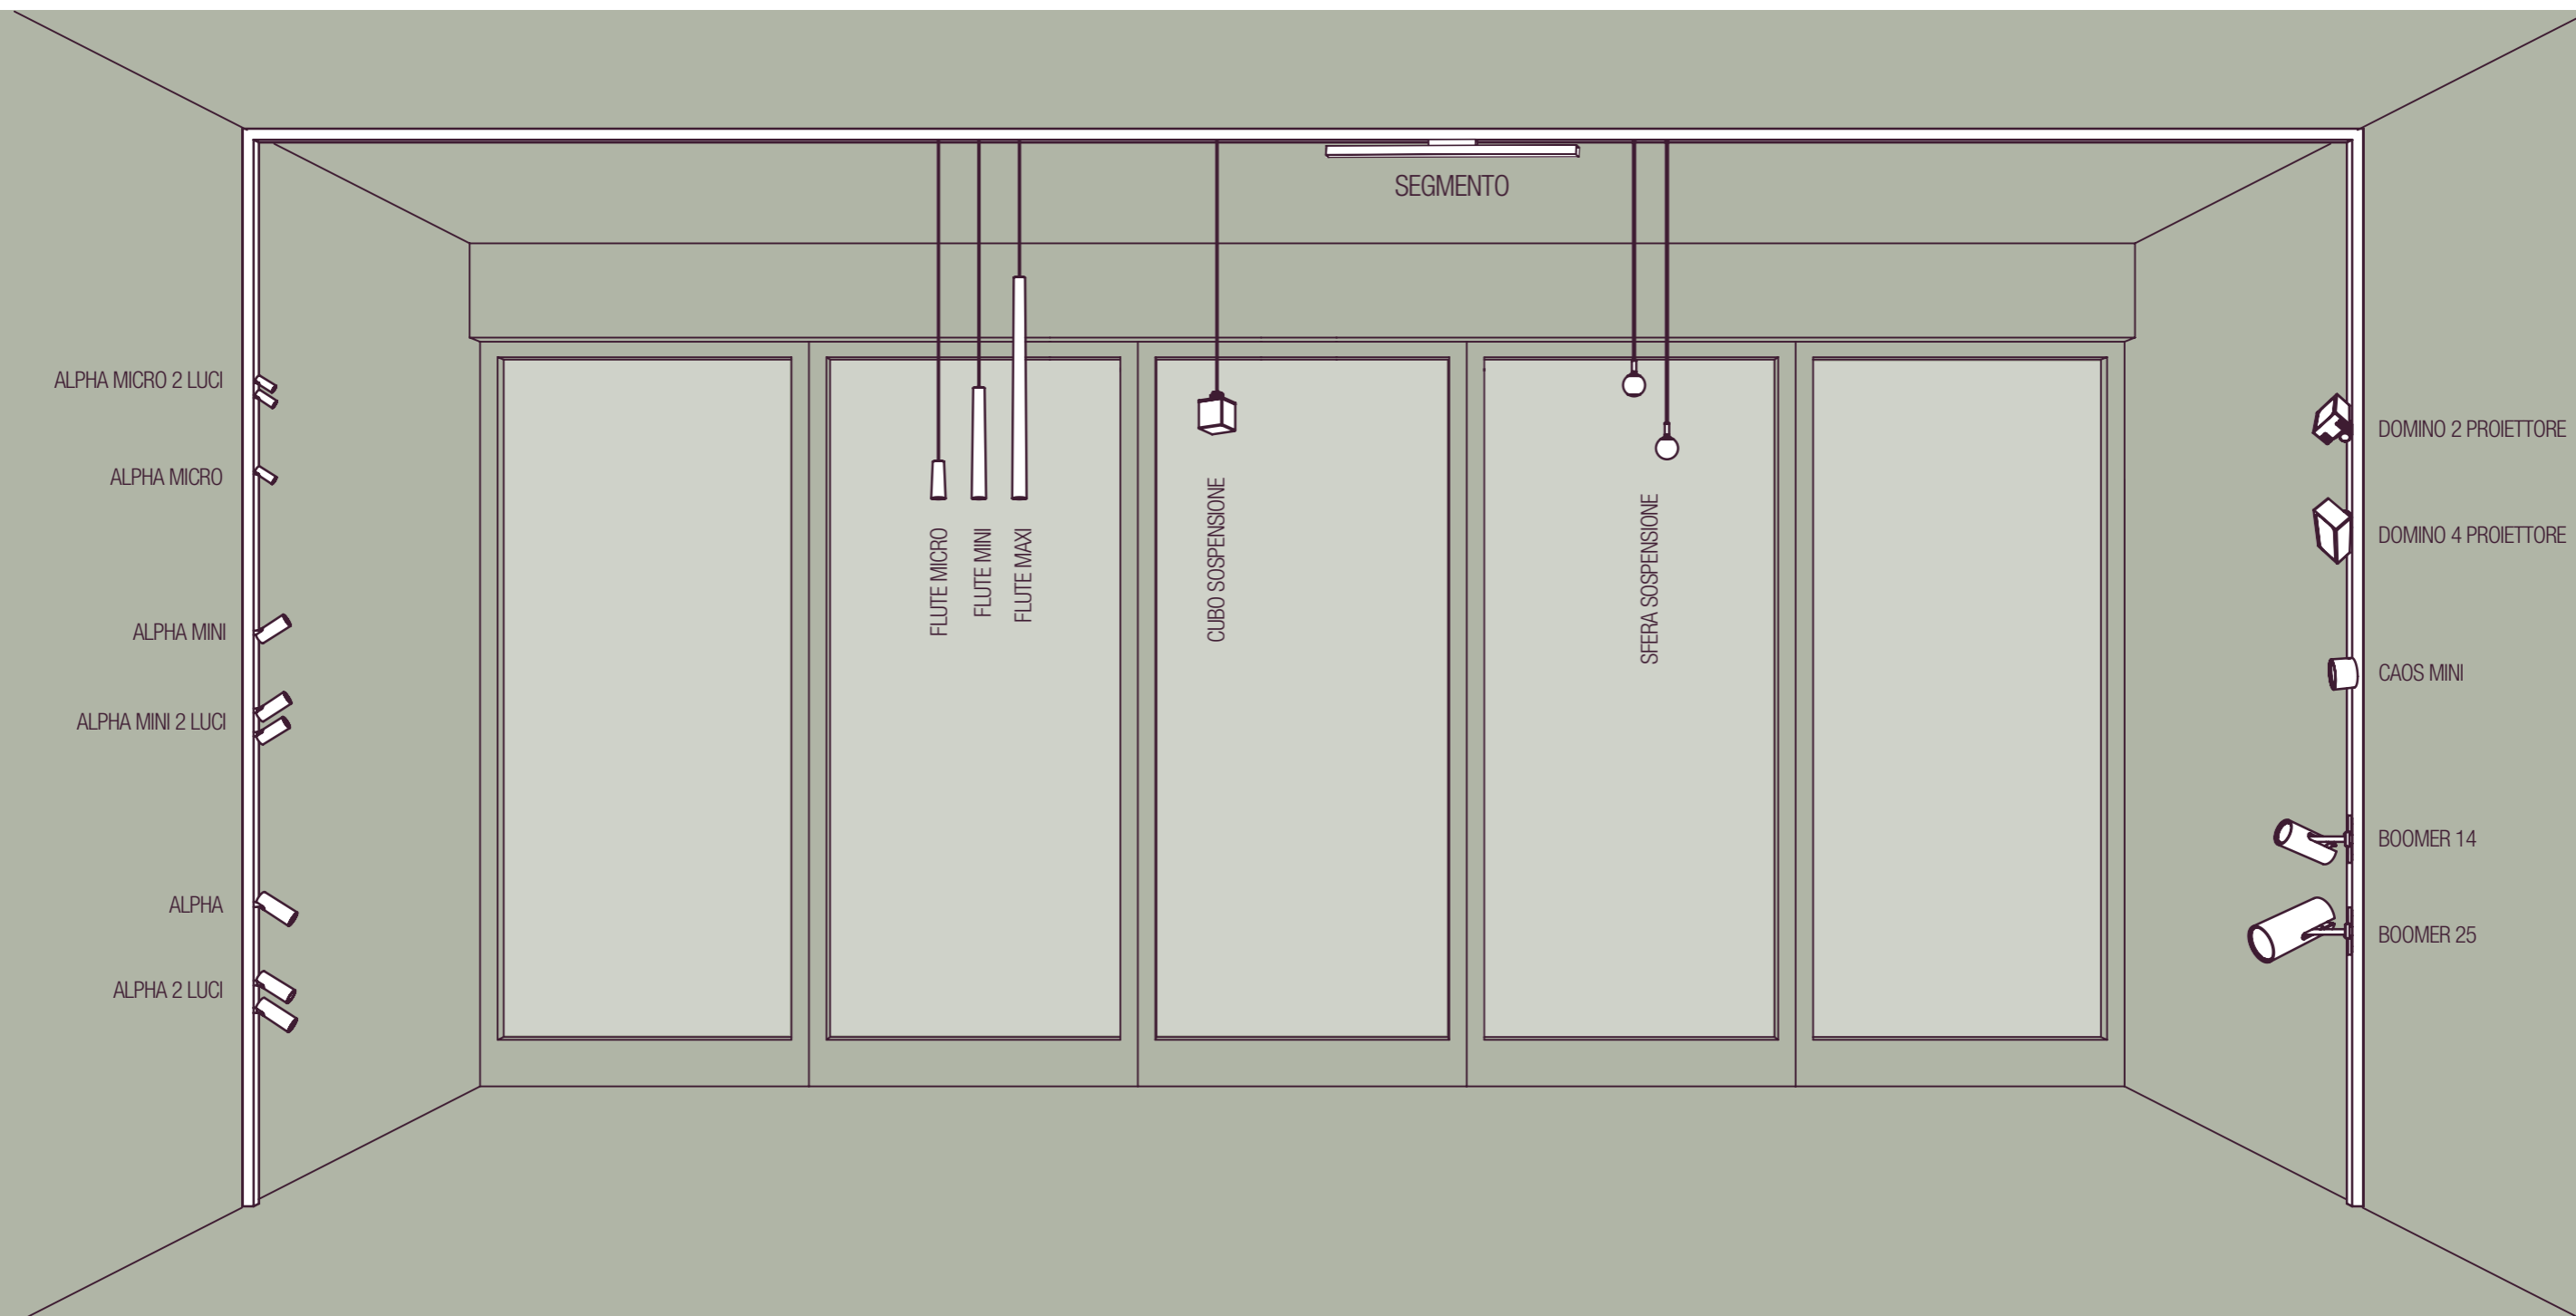 SEGMENTO
ALPHA MICRO 2 LUCI
ALPHA MICRO
ALPHA MINI
ALPHA MINI 2 LUCI
ALPHA
ALPHA 2 LUCI
FLUTE MICRO
FLUTE MINI
FLUTE MAXI
CUBO SOSPENSIONE
SFERA SOSPENSIONE
DOMINO 2 PROIETTORE
DOMINO 4 PROIETTORE
CAOS MINI
BOOMER 14
BOOMER 25